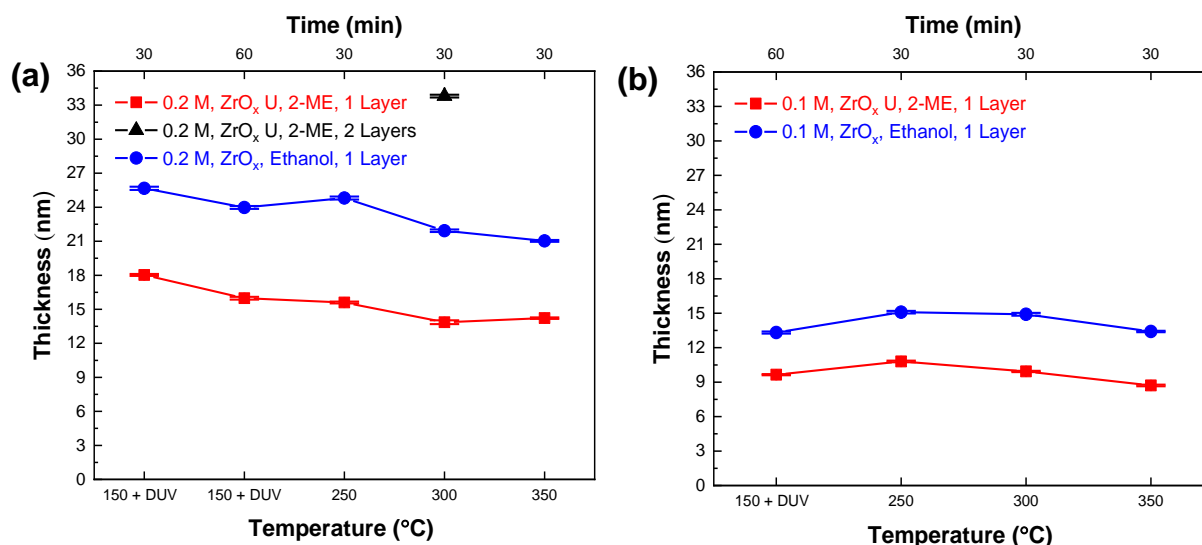 (a)
Time (min)
30 60 30 30 30
0.2 M, ZrOₓ U, 2-ME, 1 Layer
0.2 M, ZrOₓ U, 2-ME, 2 Layers
0.2 M, ZrOₓ, Ethanol, 1 Layer
Thickness (nm)
36
33
30
27
24
21
18
15
12
9
6
3
0
150 + DUV 150 + DUV 250 300 350
Temperature (°C)
(b)
Time (min)
60 30 30 30
0.1 M, ZrOₓ U, 2-ME, 1 Layer
0.1 M, ZrOₓ, Ethanol, 1 Layer
Thickness (nm)
36
33
30
27
24
21
18
15
12
9
6
3
0
150 + DUV 250 300 350
Temperature (°C)